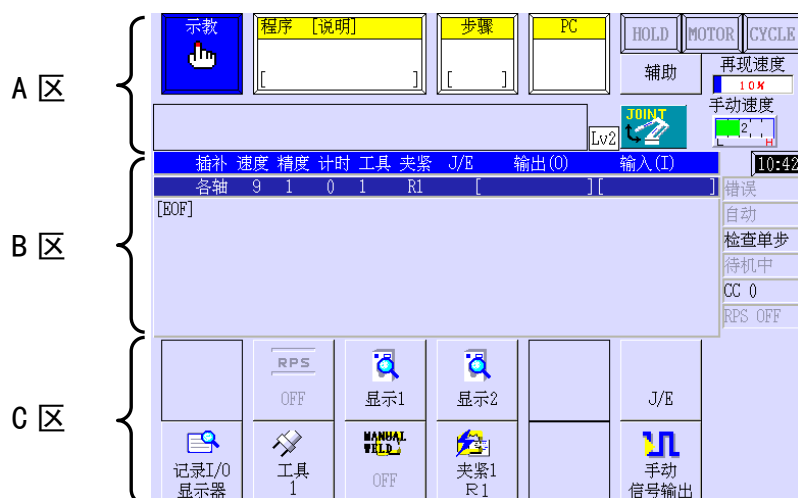 A 区
示教
程序 [说明]
[ ]
步骤
[ ]
PC
HOLD
MOTOR
CYCLE
辅助
再现速度
10%
手动速度
2
L H
Lv2
JOINT
B 区
插补 速度 精度 计时 工具 夹紧 J/E 输出(O) 输入(I)
各轴 9 1 0 1 R1 [ ][ ]
[EOF]
10:42
错误
自动
检查单步
待机中
CC ()
RPS OFF
C 区
RPS
OFF
显示1
显示2
J/E
记录I/O
显示器
工具
1
MANUAL
WELD
OFF
夹紧1
R1
手动
信号输出